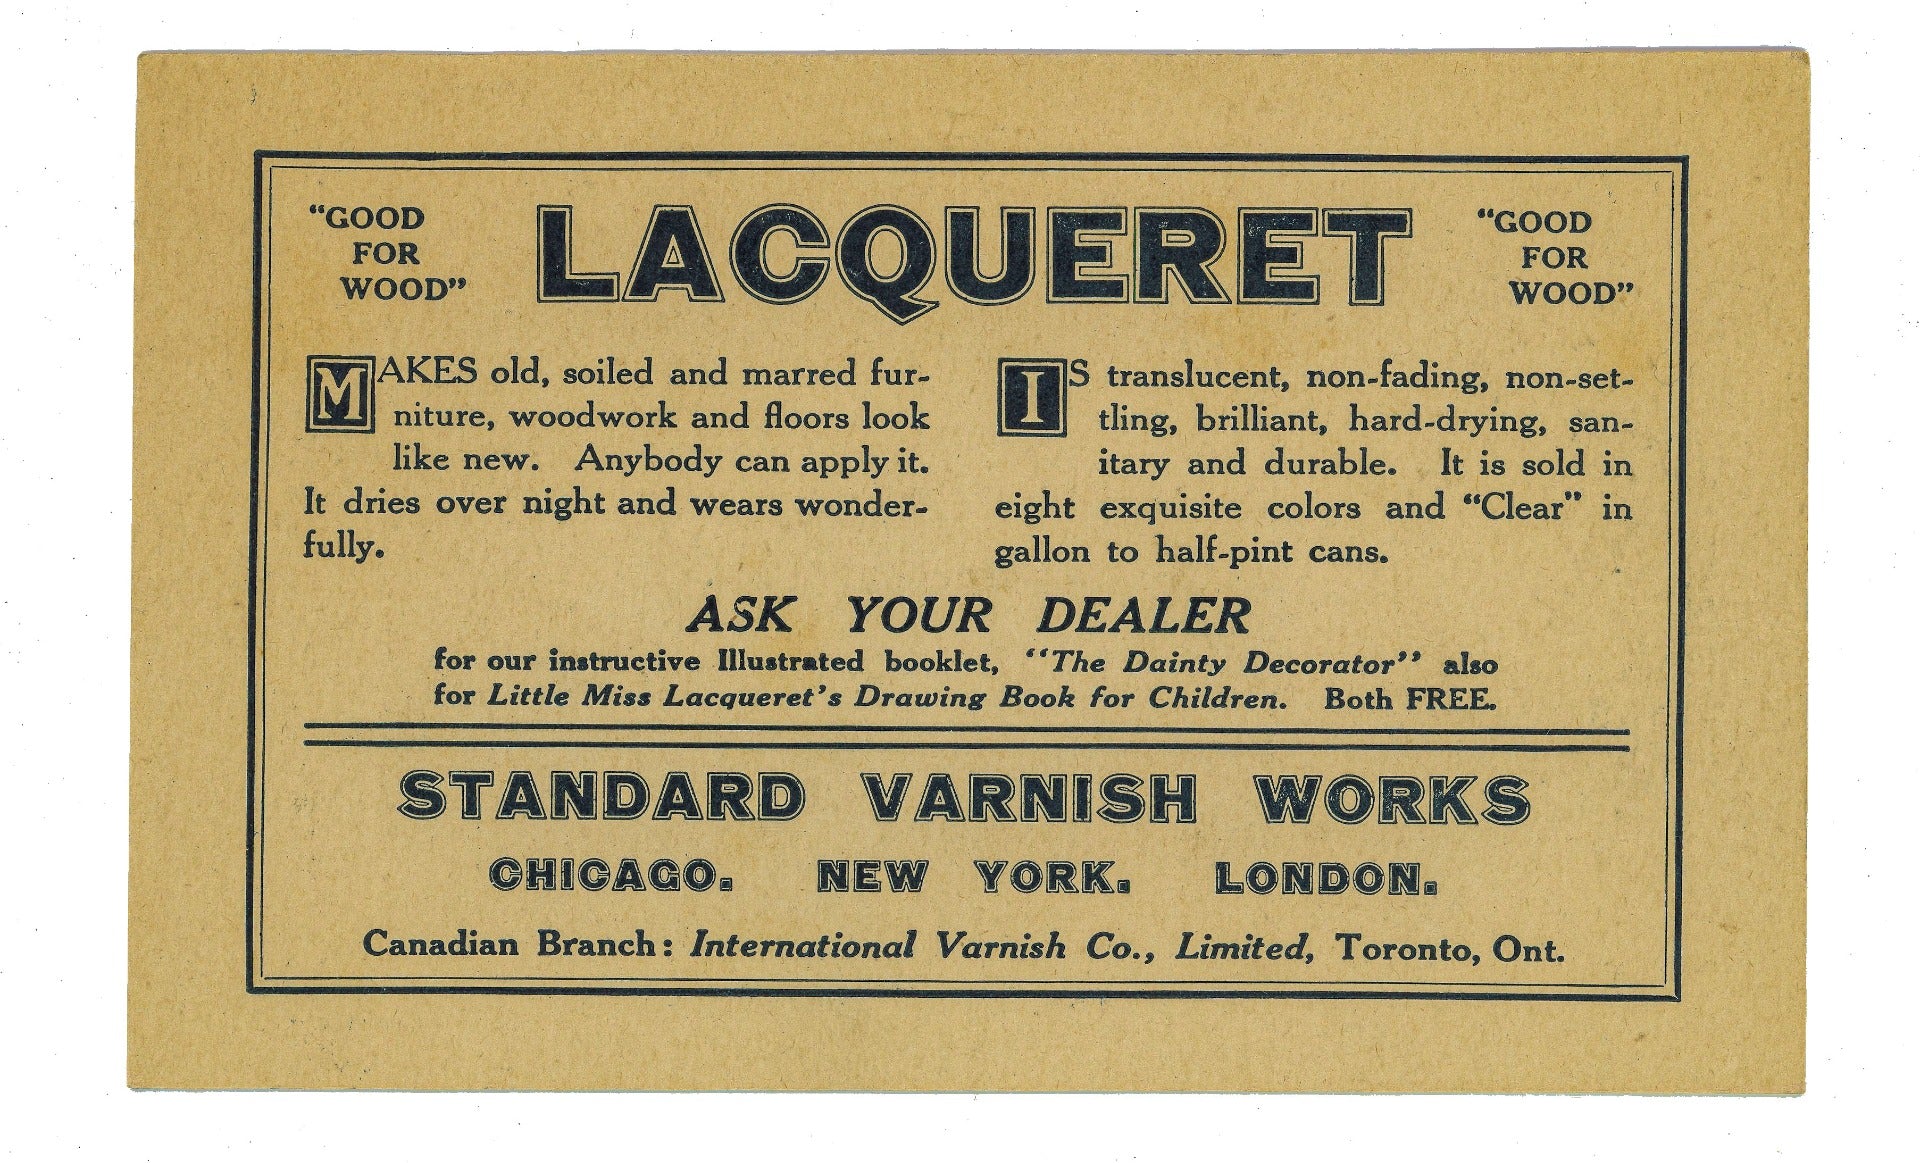 "GOOD
FOR
WOOD"
LACQUERET
"GOOD
FOR
WOOD"
MAKES old, soiled and marred fur-
niture, woodwork and floors look
like new. Anybody can apply it.
It dries over night and wears wonder-
fully.
IS translucent, non-fading, non-set-
tling, brilliant, hard-drying, san-
itary and durable. It is sold in
eight exquisite colors and "Clear" in
gallon to half-pint cans.
ASK YOUR DEALER
for our instructive Illustrated booklet, "The Dainty Decorator" also
for Little Miss Lacqueret's Drawing Book for Children. Both FREE.
STANDARD VARNISH WORKS
CHICAGO. NEW YORK. LONDON.
Canadian Branch: International Varnish Co., Limited, Toronto, Ont.